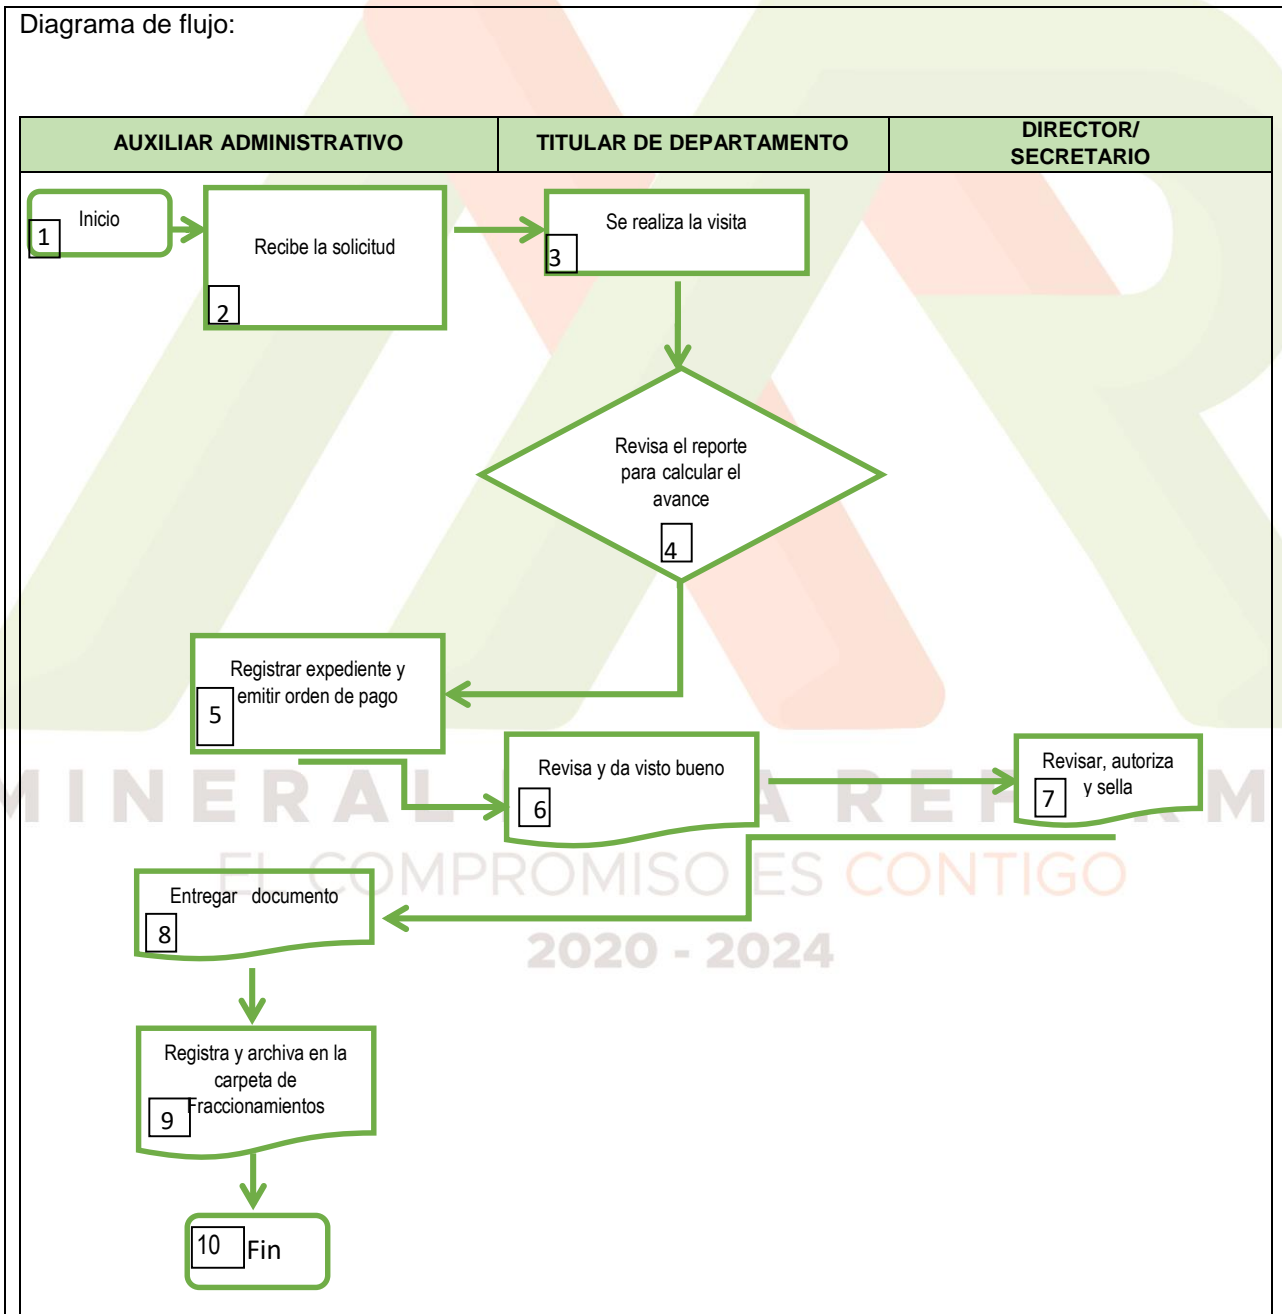 Diagrama de flujo:
AUXILIAR ADMINISTRATIVO
TITULAR DE DEPARTAMENTO
DIRECTOR/
SECRETARIO
Inicio
1
Recibe la solicitud
2
Se realiza la visita
3
Revisa el reporte
para calcular el
avance
4
Registrar expediente y
emitir orden de pago
5
Revisa y da visto bueno
6
Revisar, autoriza
y sella
7
MINERAL A REF RM
EL COMPROMISO ES CONTIGO
2020 - 2024
Entregar documento
8
Registra y archiva en la
carpeta de
Fraccionamientos
9
10
Fin